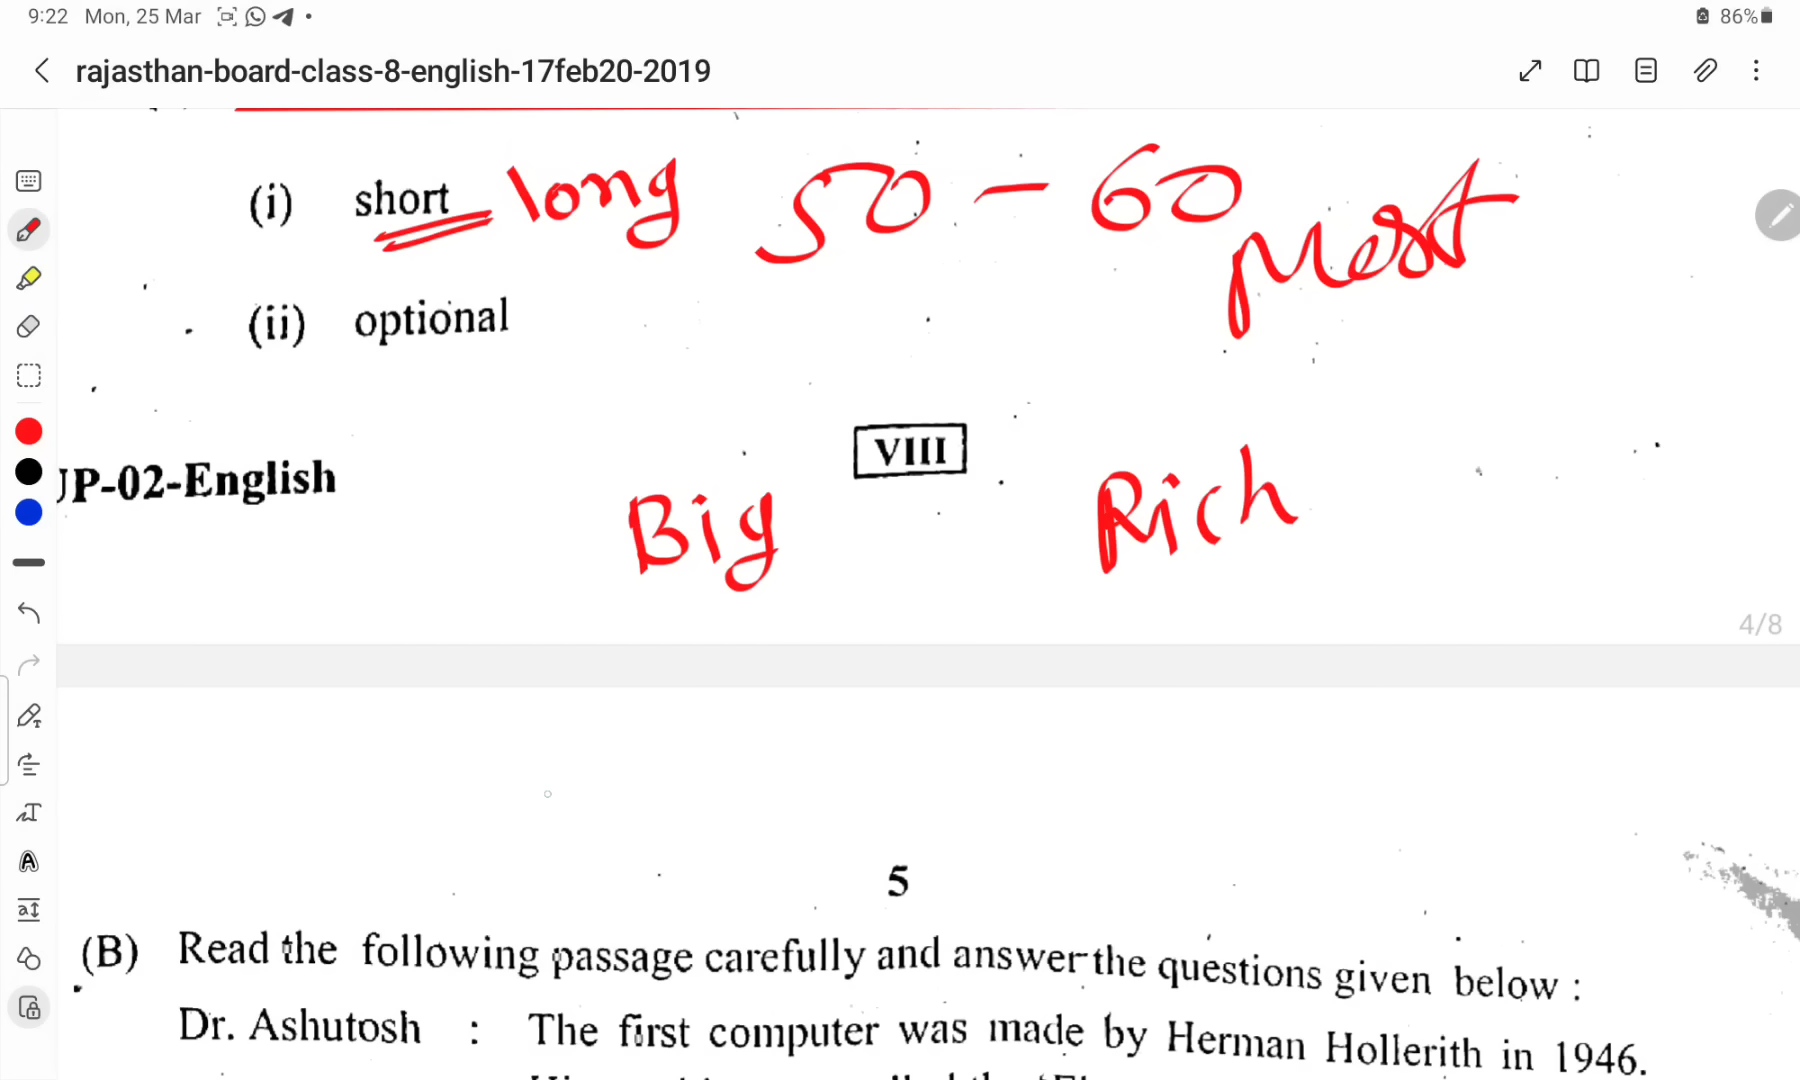 9:22 Mon, 25 Mar 86%
rajasthan-board-class-8-english-17feb20-2019
(i) short long 50 - 60
Most
(ii) optional
VIII
JP-02-English
Big Rich
4/8
5
(B) Read the following passage carefully and answer the questions given below :
Dr. Ashutosh : The first computer was made by Herman Hollerith in 1946.